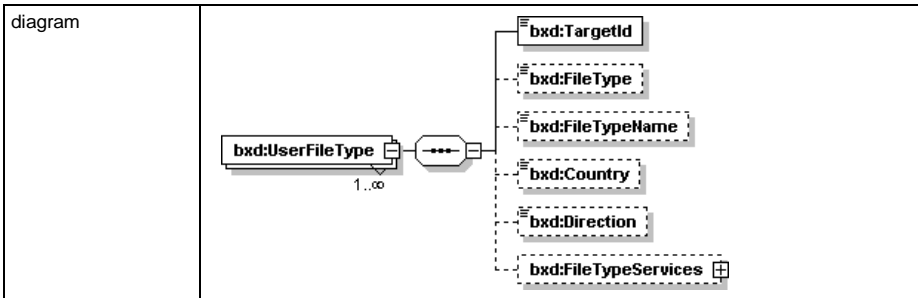 diagram
bxd:TargetId
bxd:FileType
bxd:FileTypeName
bxd:UserFileType
1..∞
bxd:Country
bxd:Direction
bxd:FileTypeServices